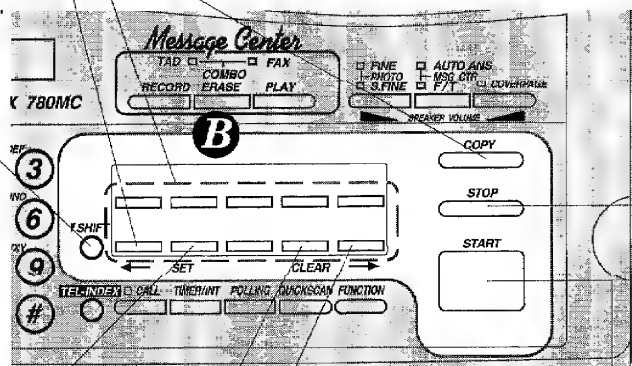 Message Center
TAD FAX
COMBO
RECORD ERASE PLAY
FINE AUTO ANS
PHOTO MSG CTR
S.FINE F/T COVERPAGE
SPEAKER VOLUME
X 780MC
B
COPY
DEF
3
STOP
6
SHIFT
START
9
SET CLEAR
TEL-INDEX CALL TIMER/INT POLLING QUICKSCAN FUNCTION
#